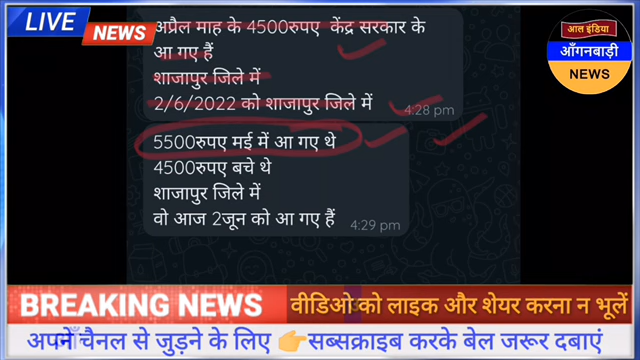 LIVE NEWS
आल इंडिया
आँगनबाड़ी
NEWS
अप्रैल माह के 4500रुपए केंद्र सरकार के
आ गए हैं
शाजापुर जिले में
2/6/2022 को शाजापुर जिले में
4:28 pm
5500रुपए मई में आ गए थे
4500रुपए बचे थे
शाजापुर जिले में
वो आज 2जून को आ गए हैं
4:29 pm
BREAKING NEWS
वीडियो को लाइक और शेयर करना न भूलें
अपने चैनल से जुड़ने के लिए 👉सब्सक्राइब करके बेल जरूर दबाएं